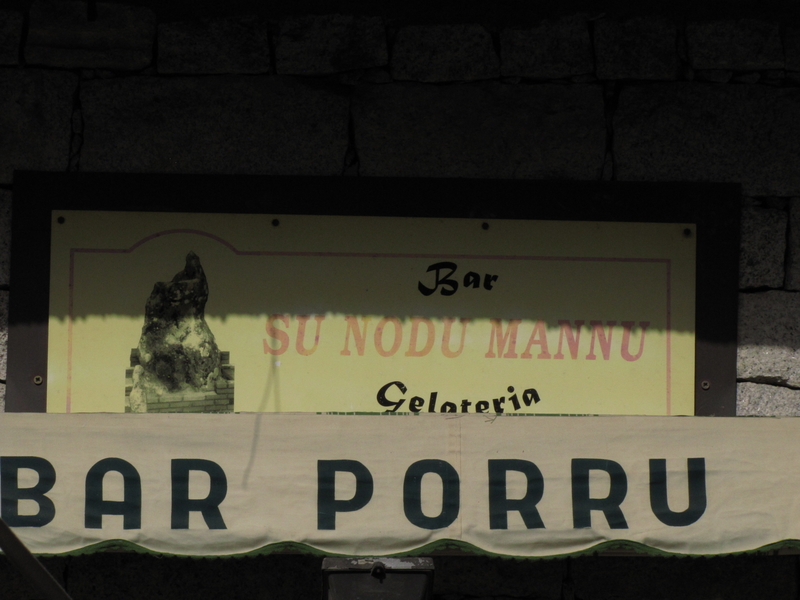 Bar
SU NODU MANNU
Gelateria
BAR PORRU